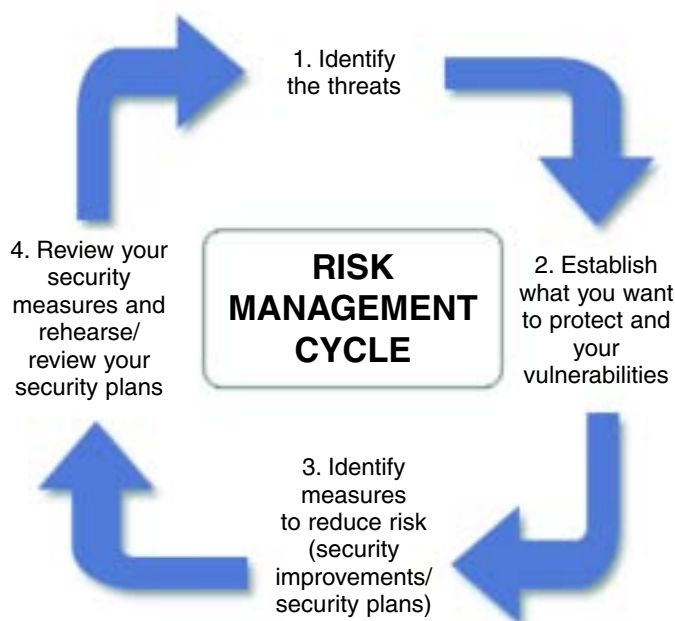 1. Identify
the threats
2. Establish
what you want
to protect and
your
vulnerabilities
3. Identify
measures
to reduce risk
(security
improvements/
security plans)
4. Review your
security
measures and
rehearse/
review your
security plans
RISK
MANAGEMENT
CYCLE